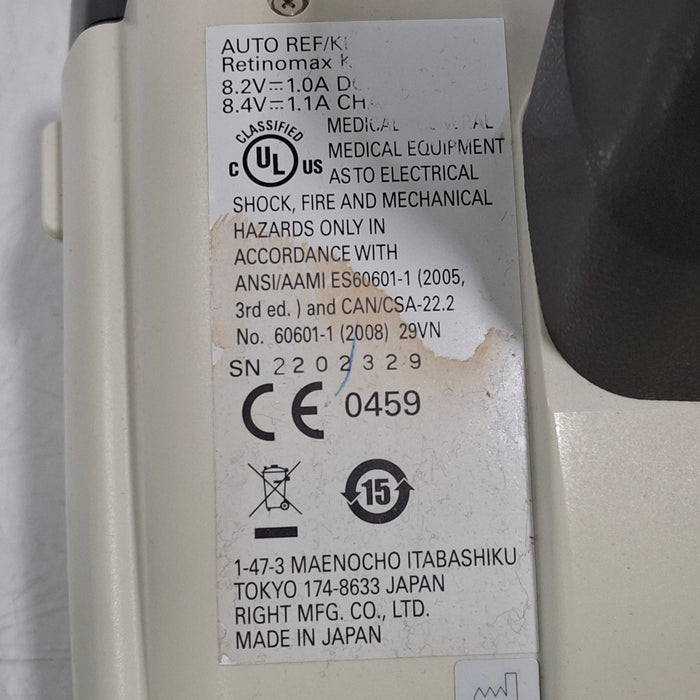 AUTO REF/K
Retinomax K
8.2V⎓1.0A D
8.4V⎓1.1A CH
CLASSIFIED
C UL US
MEDICAL
MEDICAL EQUIPMENT
AS TO ELECTRICAL
SHOCK, FIRE AND MECHANICAL
HAZARDS ONLY IN
ACCORDANCE WITH
ANSI/AAMI ES60601-1 (2005,
3rd ed. ) and CAN/CSA-22.2
No. 60601-1 (2008) 29VN
SN 2202329
CE 0459
15
1-47-3 MAENOCHO ITABASHIKU
TOKYO 174-8633 JAPAN
RIGHT MFG. CO., LTD.
MADE IN JAPAN